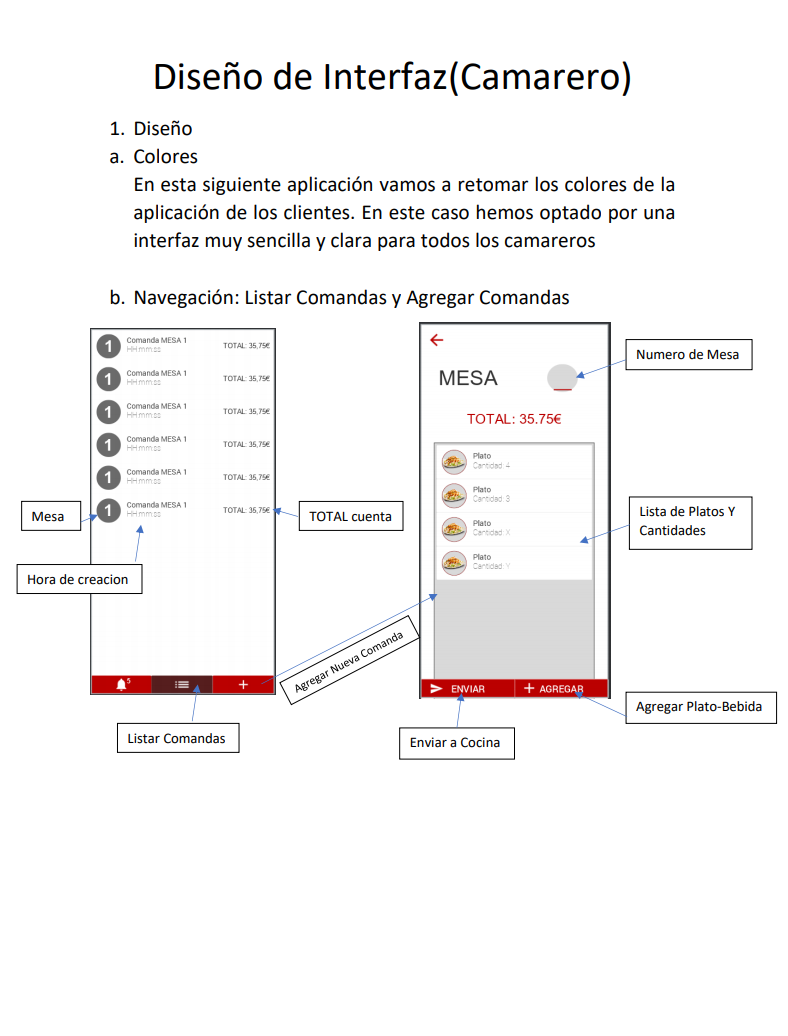 Diseño de Interfaz(Camarero)
1. Diseño
a. Colores
En esta siguiente aplicación vamos a retomar los colores de la
aplicación de los clientes. En este caso hemos optado por una
interfaz muy sencilla y clara para todos los camareros
b. Navegación: Listar Comandas y Agregar Comandas
1 Comanda MESA 1 TOTAL: 35,75€
HH:mm:ss
1 Comanda MESA 1 TOTAL: 35,75€
HH:mm:ss
1 Comanda MESA 1 TOTAL: 35,75€
HH:mm:ss
1 Comanda MESA 1 TOTAL: 35,75€
HH:mm:ss
1 Comanda MESA 1 TOTAL: 35,75€
HH:mm:ss
1 Comanda MESA 1 TOTAL: 35,75€
HH:mm:ss
Mesa
TOTAL cuenta
Hora de creacion
5
Listar Comandas
Agregar Nueva Comanda
MESA
Numero de Mesa
TOTAL: 35.75€
Plato
Cantidad: 4
Plato
Cantidad: 3
Plato
Cantidad: X
Plato
Cantidad: Y
Lista de Platos Y
Cantidades
ENVIAR
AGREGAR
Agregar Plato-Bebida
Enviar a Cocina